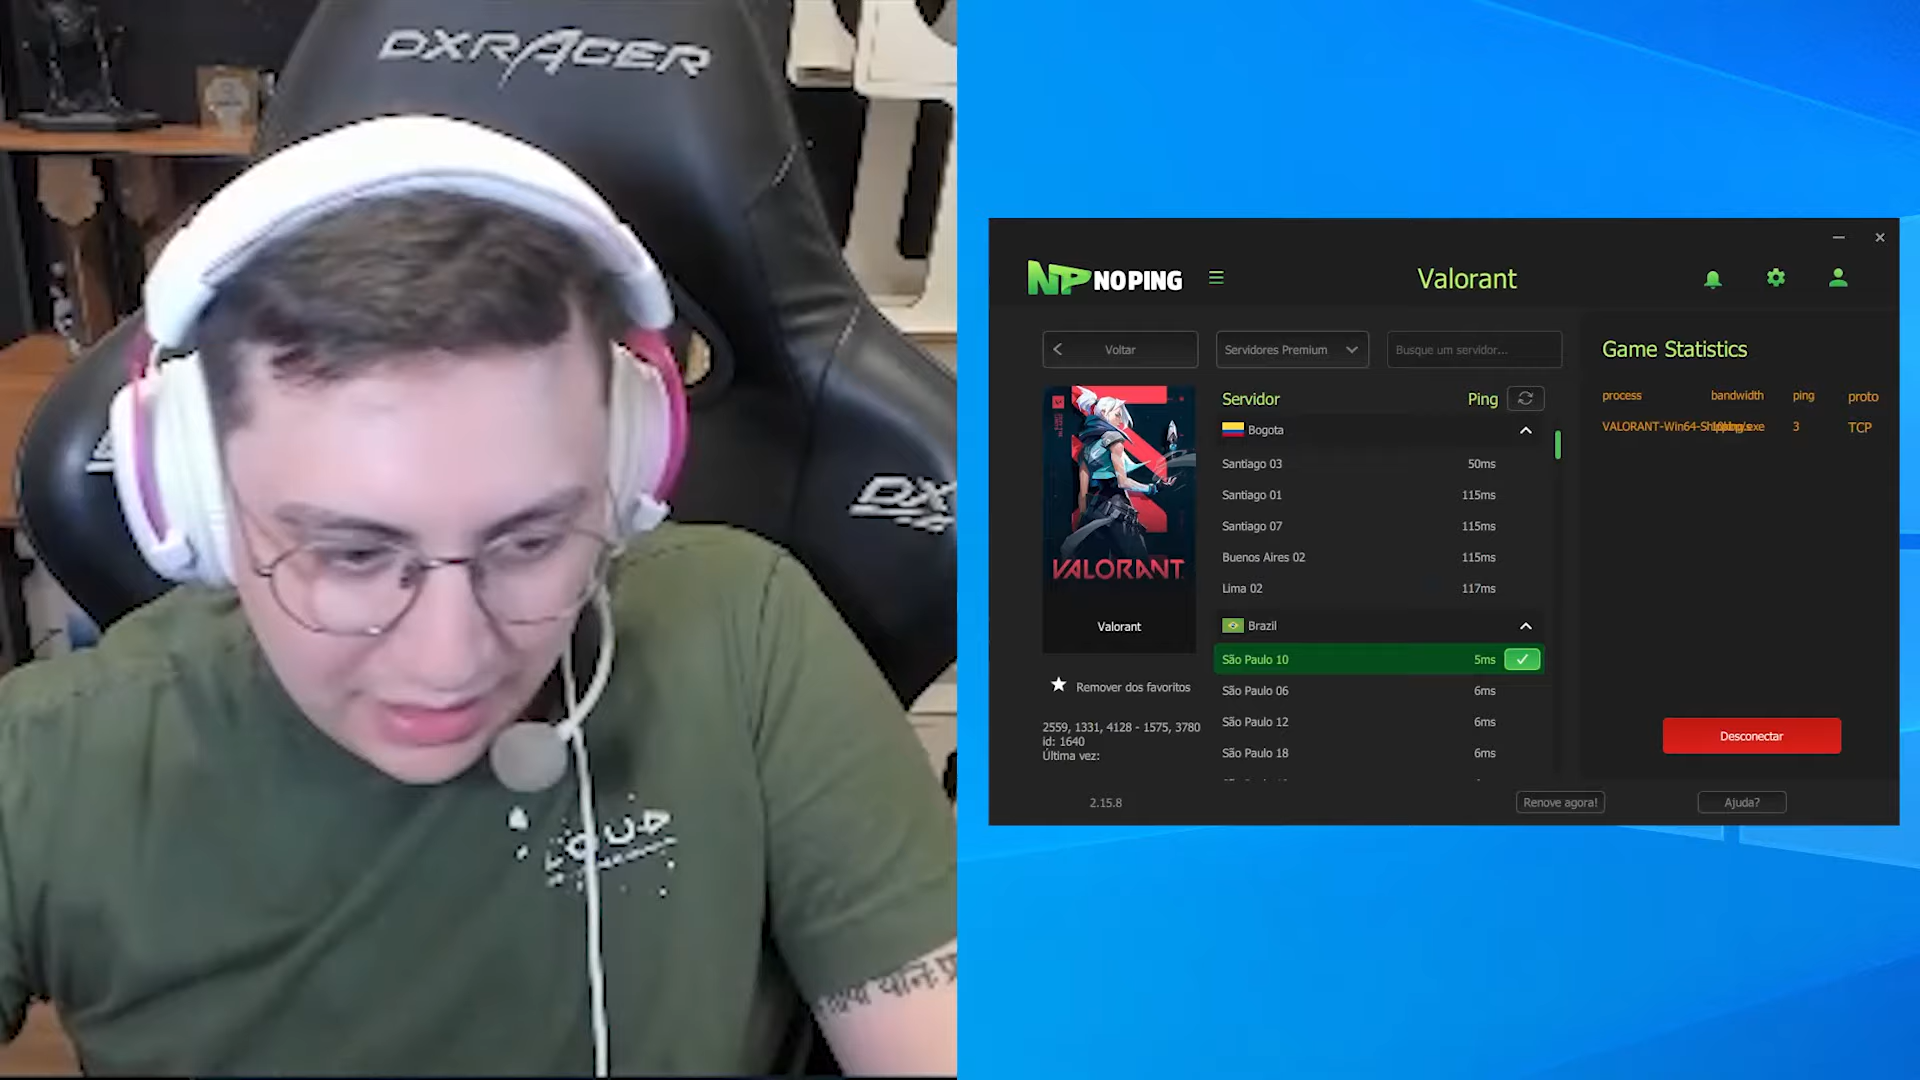 DXRACER
DX
LOUD
NP NOPING
Valorant
Voltar
Servidores Premium
Busque um servidor...
Game Statistics
Servidor
Ping
process
bandwidth
ping
proto
VALORANT-Win64-Shipping.exe
3
TCP
Bogota
Santiago 03
50ms
Santiago 01
115ms
Santiago 07
115ms
Buenos Aires 02
115ms
Lima 02
117ms
VALORANT
Valorant
Brazil
São Paulo 10
5ms
São Paulo 06
6ms
São Paulo 12
6ms
São Paulo 18
6ms
Remover dos favoritos
2559, 1331, 4128 - 1575, 3780
id: 1640
Última vez:
Desconectar
2.15.8
Renove agora!
Ajuda?